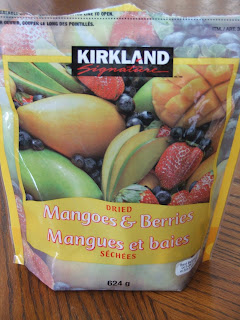 KIRKLAND
Signature
DRIED
Mangoes & Berries
Mangues et baies
SÉCHÉES
624 g